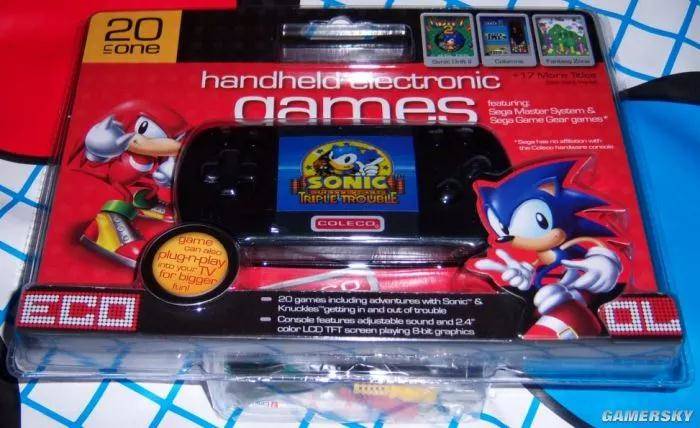 20
in one
Sonic Drift 2
Columns
Fantasy Zone
handheld electronic
games
+17 More Titles
featuring:
Sega Master System &
Sega Game Gear games*
*Sega has no affiliation with
the Coleco hardware console
SONIC
TRIPLE TROUBLE
COLECO
game
can also
plug-n-play
into your TV
for bigger
fun!
20 games including adventures with Sonic™ &
Knuckles™ getting in and out of trouble
Console features adjustable sound and 2.4"
color LCD TFT screen playing 8-bit graphics
ECO
OL
GAMERSKY